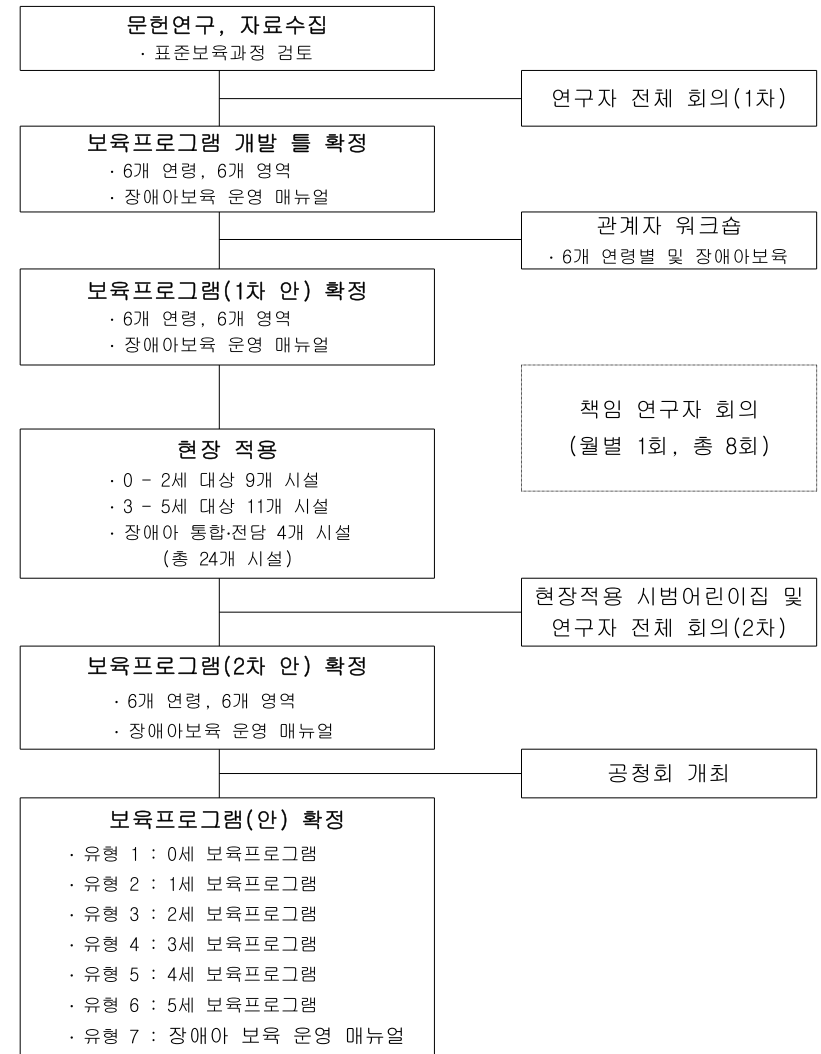 문헌연구, 자료수집
· 표준보육과정 검토
연구자 전체 회의(1차)
보육프로그램 개발 틀 확정
· 6개 연령, 6개 영역
· 장애아보육 운영 매뉴얼
관계자 워크숍
· 6개 연령별 및 장애아보육
보육프로그램(1차 안) 확정
· 6개 연령, 6개 영역
· 장애아보육 운영 매뉴얼
책임 연구자 회의
(월별 1회, 총 8회)
현장 적용
· 0 - 2세 대상 9개 시설
· 3 - 5세 대상 11개 시설
· 장애아 통합·전담 4개 시설
(총 24개 시설)
현장적용 시범어린이집 및
연구자 전체 회의(2차)
보육프로그램(2차 안) 확정
· 6개 연령, 6개 영역
· 장애아보육 운영 매뉴얼
공청회 개최
보육프로그램(안) 확정
· 유형 1 : 0세 보육프로그램
· 유형 2 : 1세 보육프로그램
· 유형 3 : 2세 보육프로그램
· 유형 4 : 3세 보육프로그램
· 유형 5 : 4세 보육프로그램
· 유형 6 : 5세 보육프로그램
· 유형 7 : 장애아 보육 운영 매뉴얼